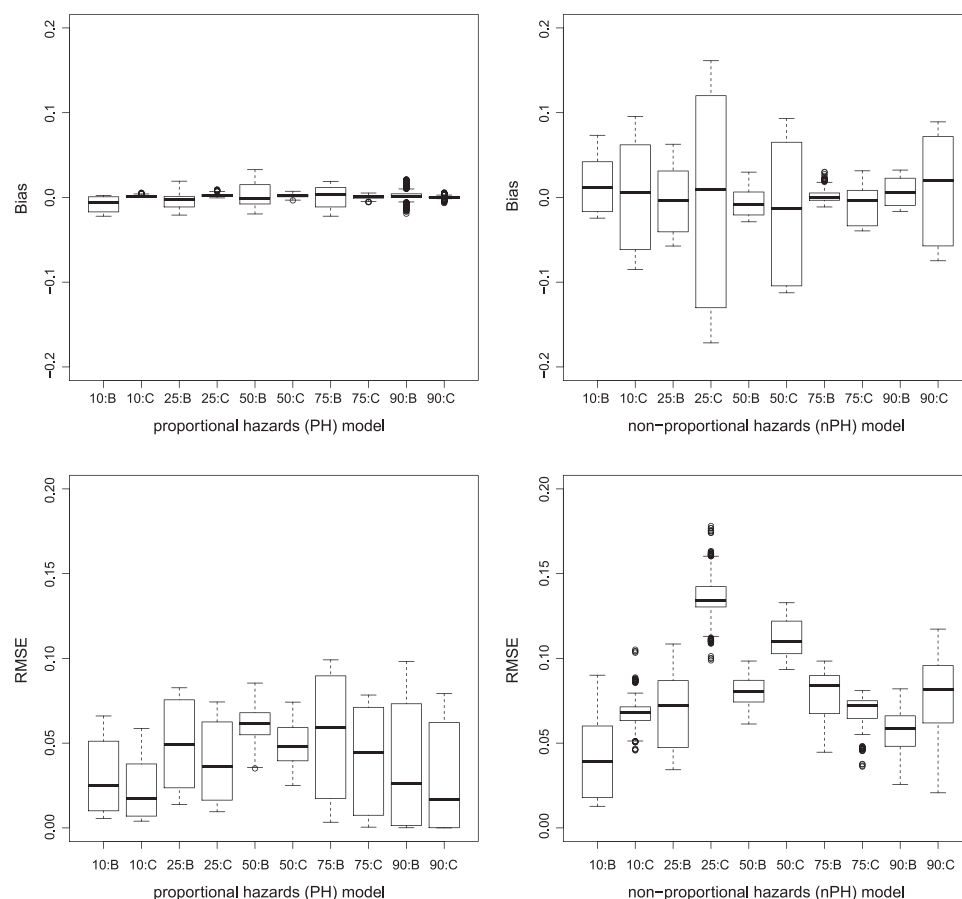 0.2
0.1
0.0
−0.1
−0.2
Bias
10:B 10:C 25:B 25:C 50:B 50:C 75:B 75:C 90:B 90:C
proportional hazards (PH) model
0.2
0.1
0.0
−0.1
−0.2
Bias
10:B 10:C 25:B 25:C 50:B 50:C 75:B 75:C 90:B 90:C
non−proportional hazards (nPH) model
0.20
0.15
0.10
0.05
0.00
RMSE
10:B 10:C 25:B 25:C 50:B 50:C 75:B 75:C 90:B 90:C
proportional hazards (PH) model
0.20
0.15
0.10
0.05
0.00
RMSE
10:B 10:C 25:B 25:C 50:B 50:C 75:B 75:C 90:B 90:C
non−proportional hazards (nPH) model